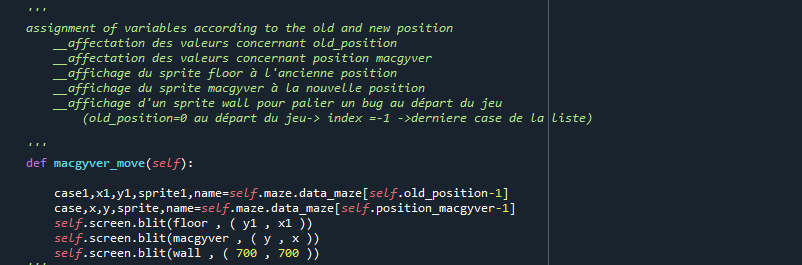 '''
assignment of variables according to the old and new position
__affectation des valeurs concernant old_position
__affectation des valeurs concernant position macgyver
__affichage du sprite floor à l'ancienne position
__affichage du sprite macgyver à la nouvelle position
__affichage d'un sprite wall pour palier un bug au départ du jeu
(old_position=0 au départ du jeu-> index =-1 ->derniere case de la liste)
'''
def macgyver_move(self):
case1,x1,y1,sprite1,name=self.maze.data_maze[self.old_position-1]
case,x,y,sprite,name=self.maze.data_maze[self.position_macgyver-1]
self.screen.blit(floor , ( y1 , x1 ))
self.screen.blit(macgyver , ( y , x ))
self.screen.blit(wall , ( 700 , 700 ))
'''